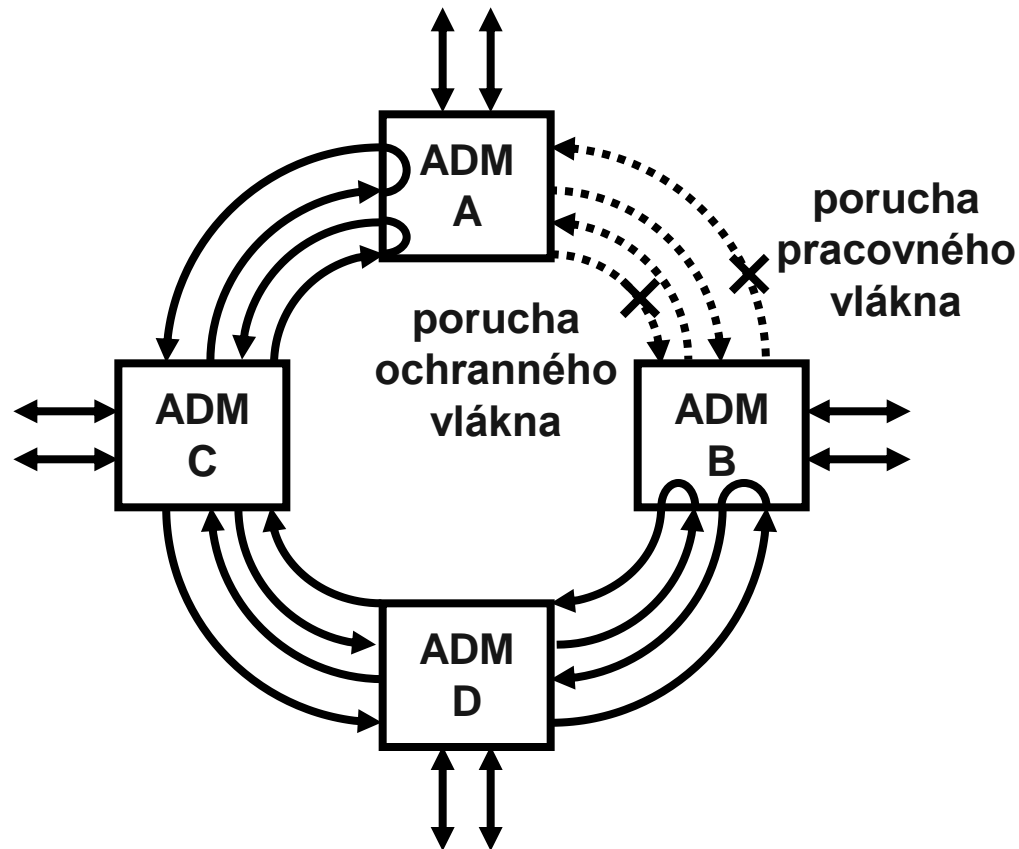 ADM
A
porucha
pracovného
vlákna
porucha
ochranného
vlákna
ADM
C
ADM
B
ADM
D